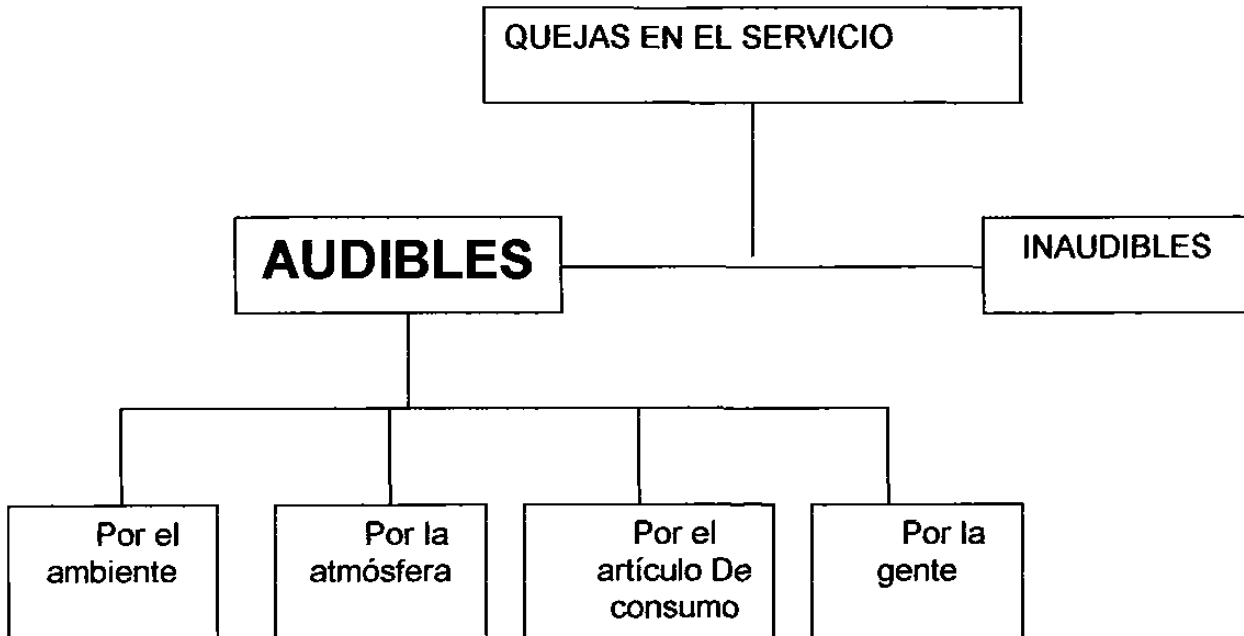 QUEJAS EN EL SERVICIO
AUDIBLES
INAUDIBLES
Por el
ambiente
Por la
atmósfera
Por el
artículo De
consumo
Por la
gente